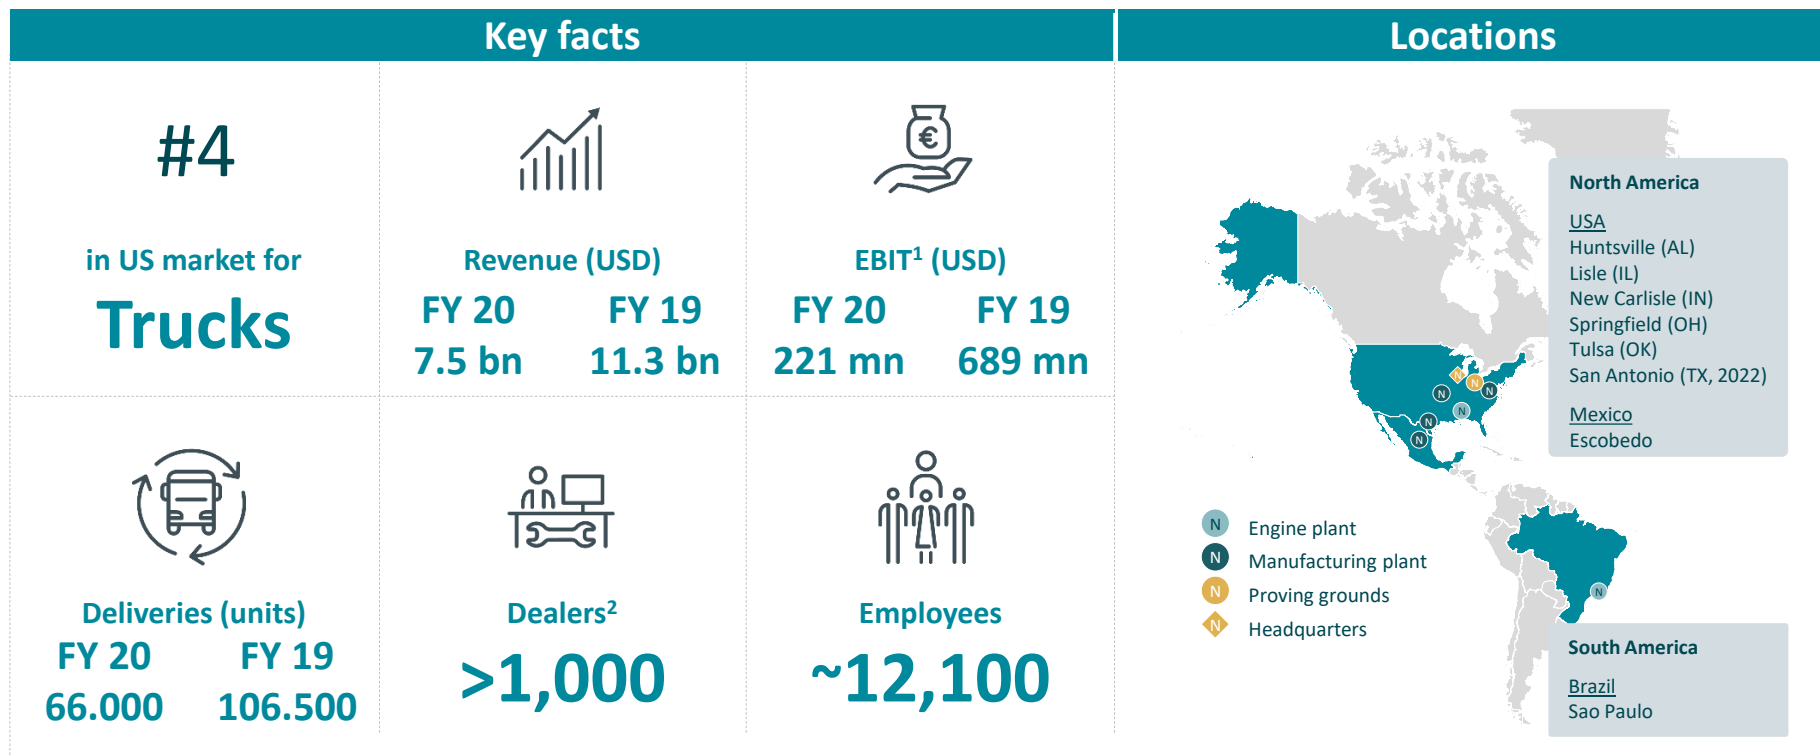 Key facts
Locations
#4
in US market for
Trucks
€
Revenue (USD)
FY 20 FY 19
7.5 bn 11.3 bn
EBIT¹ (USD)
FY 20 FY 19
221 mn 689 mn
Deliveries (units)
FY 20 FY 19
66.000 106.500
Dealers²
>1,000
Employees
~12,100
North America
USA
Huntsville (AL)
Lisle (IL)
New Carlisle (IN)
Springfield (OH)
Tulsa (OK)
San Antonio (TX, 2022)
Mexico
Escobedo
N
N
N
N
N
N
N
N
N Engine plant
N Manufacturing plant
N Proving grounds
N Headquarters
South America
Brazil
Sao Paulo